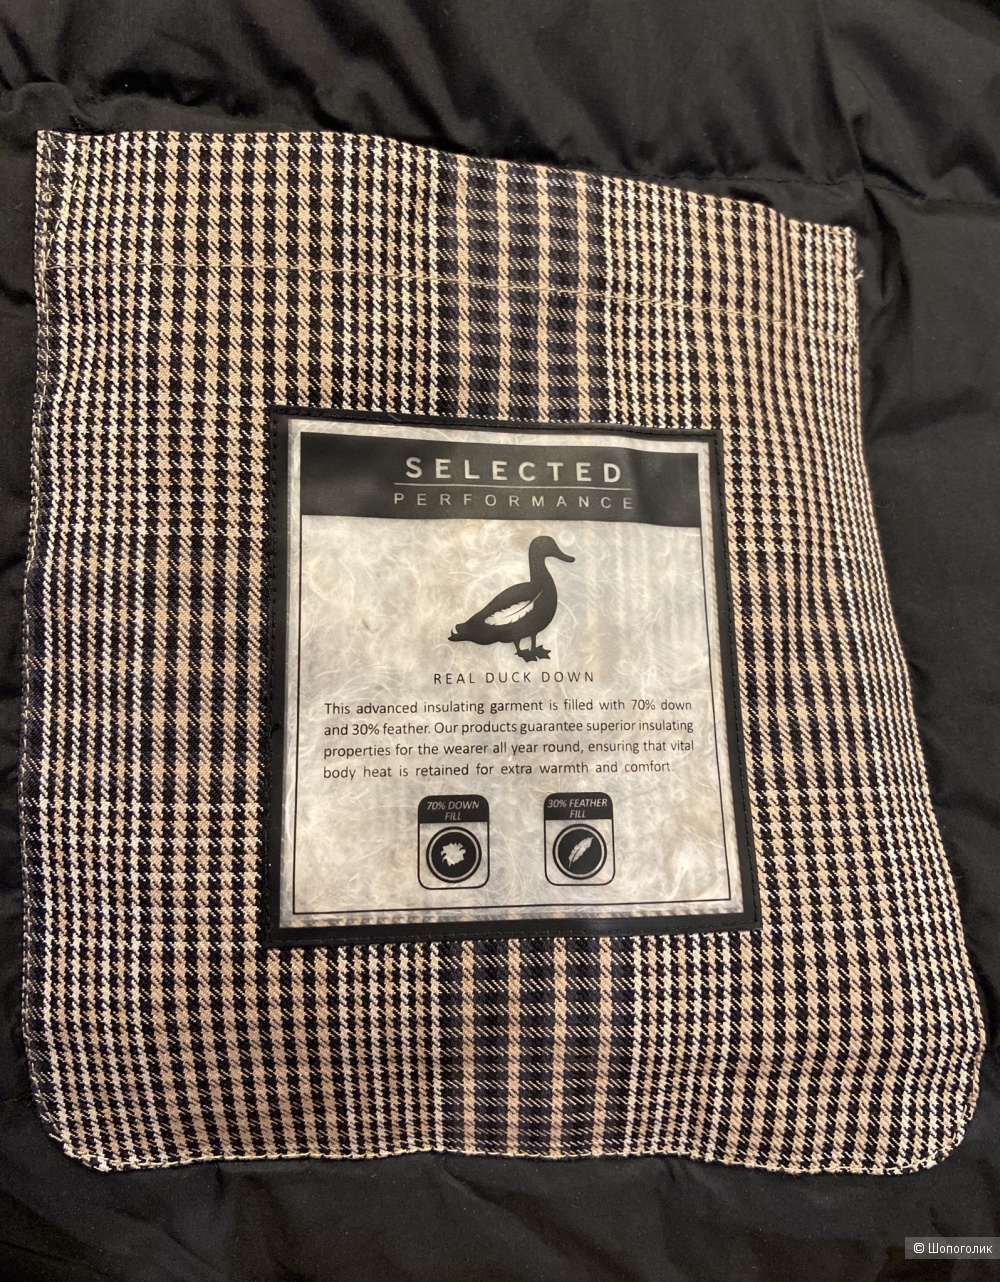 SELECTED
PERFORMANCE
REAL DUCK DOWN
This advanced insulating garment is filled with 70% down
and 30% feather. Our products guarantee superior insulating
properties for the wearer all year round, ensuring that vital
body heat is retained for extra warmth and comfort.
70% DOWN
FILL
30% FEATHER
FILL
© Шопоголик